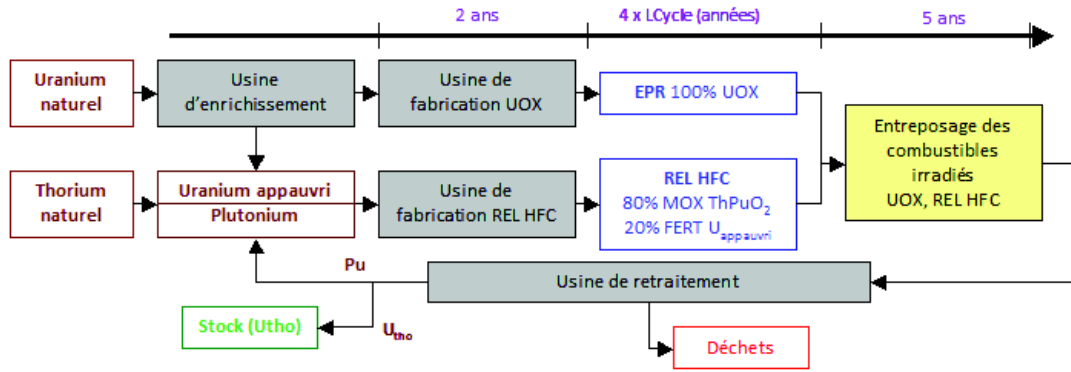 2 ans
4 x LCycle (années)
5 ans
Uranium
naturel
Usine
d'enrichissement
Usine de
fabrication UOX
EPR 100% UOX
Entreposage des
combustibles
irradiés
UOX, REL HFC
Thorium
naturel
Uranium appauvri
Plutonium
Usine de
fabrication REL HFC
REL HFC
80% MOX ThPuO2
20% FERT Uappauvri
Pu
Usine de retraitement
Stock (Utho)
Utho
Déchets